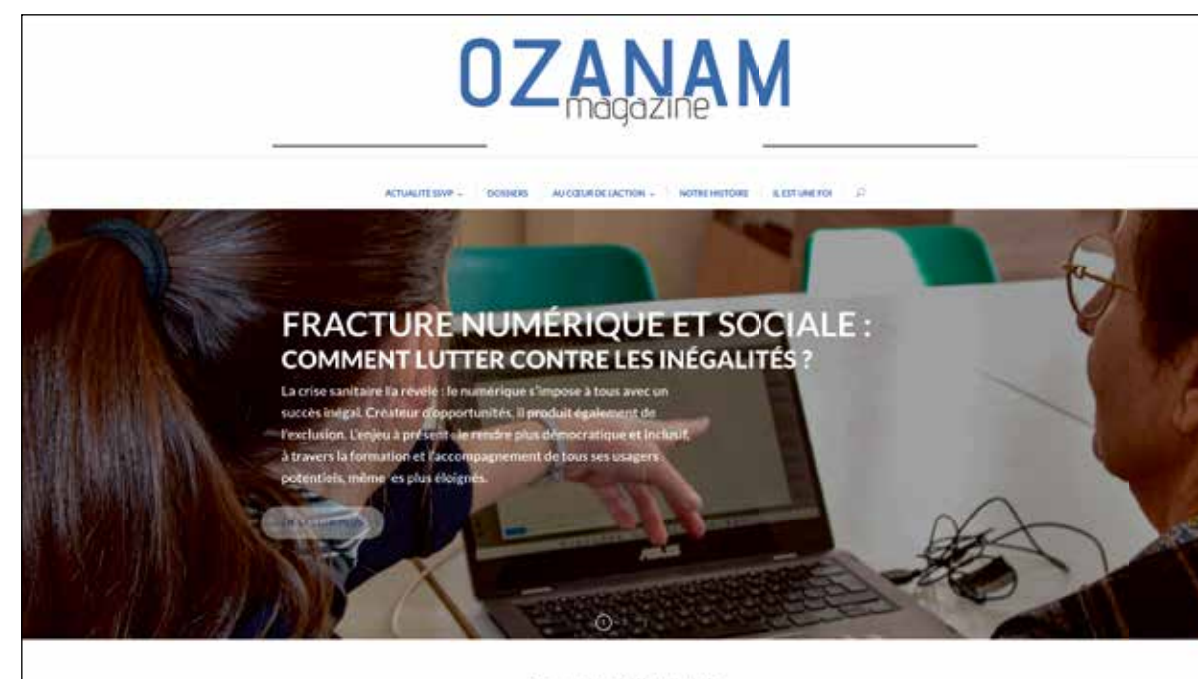 OZANAM
magazine
ACTUALITÉ SSVP DOSSIERS AU CŒUR DE L'ACTION NOTRE HISTOIRE IL EST UNE FOI
FRACTURE NUMÉRIQUE ET SOCIALE :
COMMENT LUTTER CONTRE LES INÉGALITÉS ?
La crise sanitaire l'a révélé : le numérique s'impose à tous avec un
succès inégal. Créateur d'opportunités, il produit également de
l'exclusion. L'enjeu à présent : le rendre plus démocratique et inclusif,
à travers la formation et l'accompagnement de tous ses usagers
potentiels, même les plus éloignés.
EN SAVOIR PLUS
ASUS